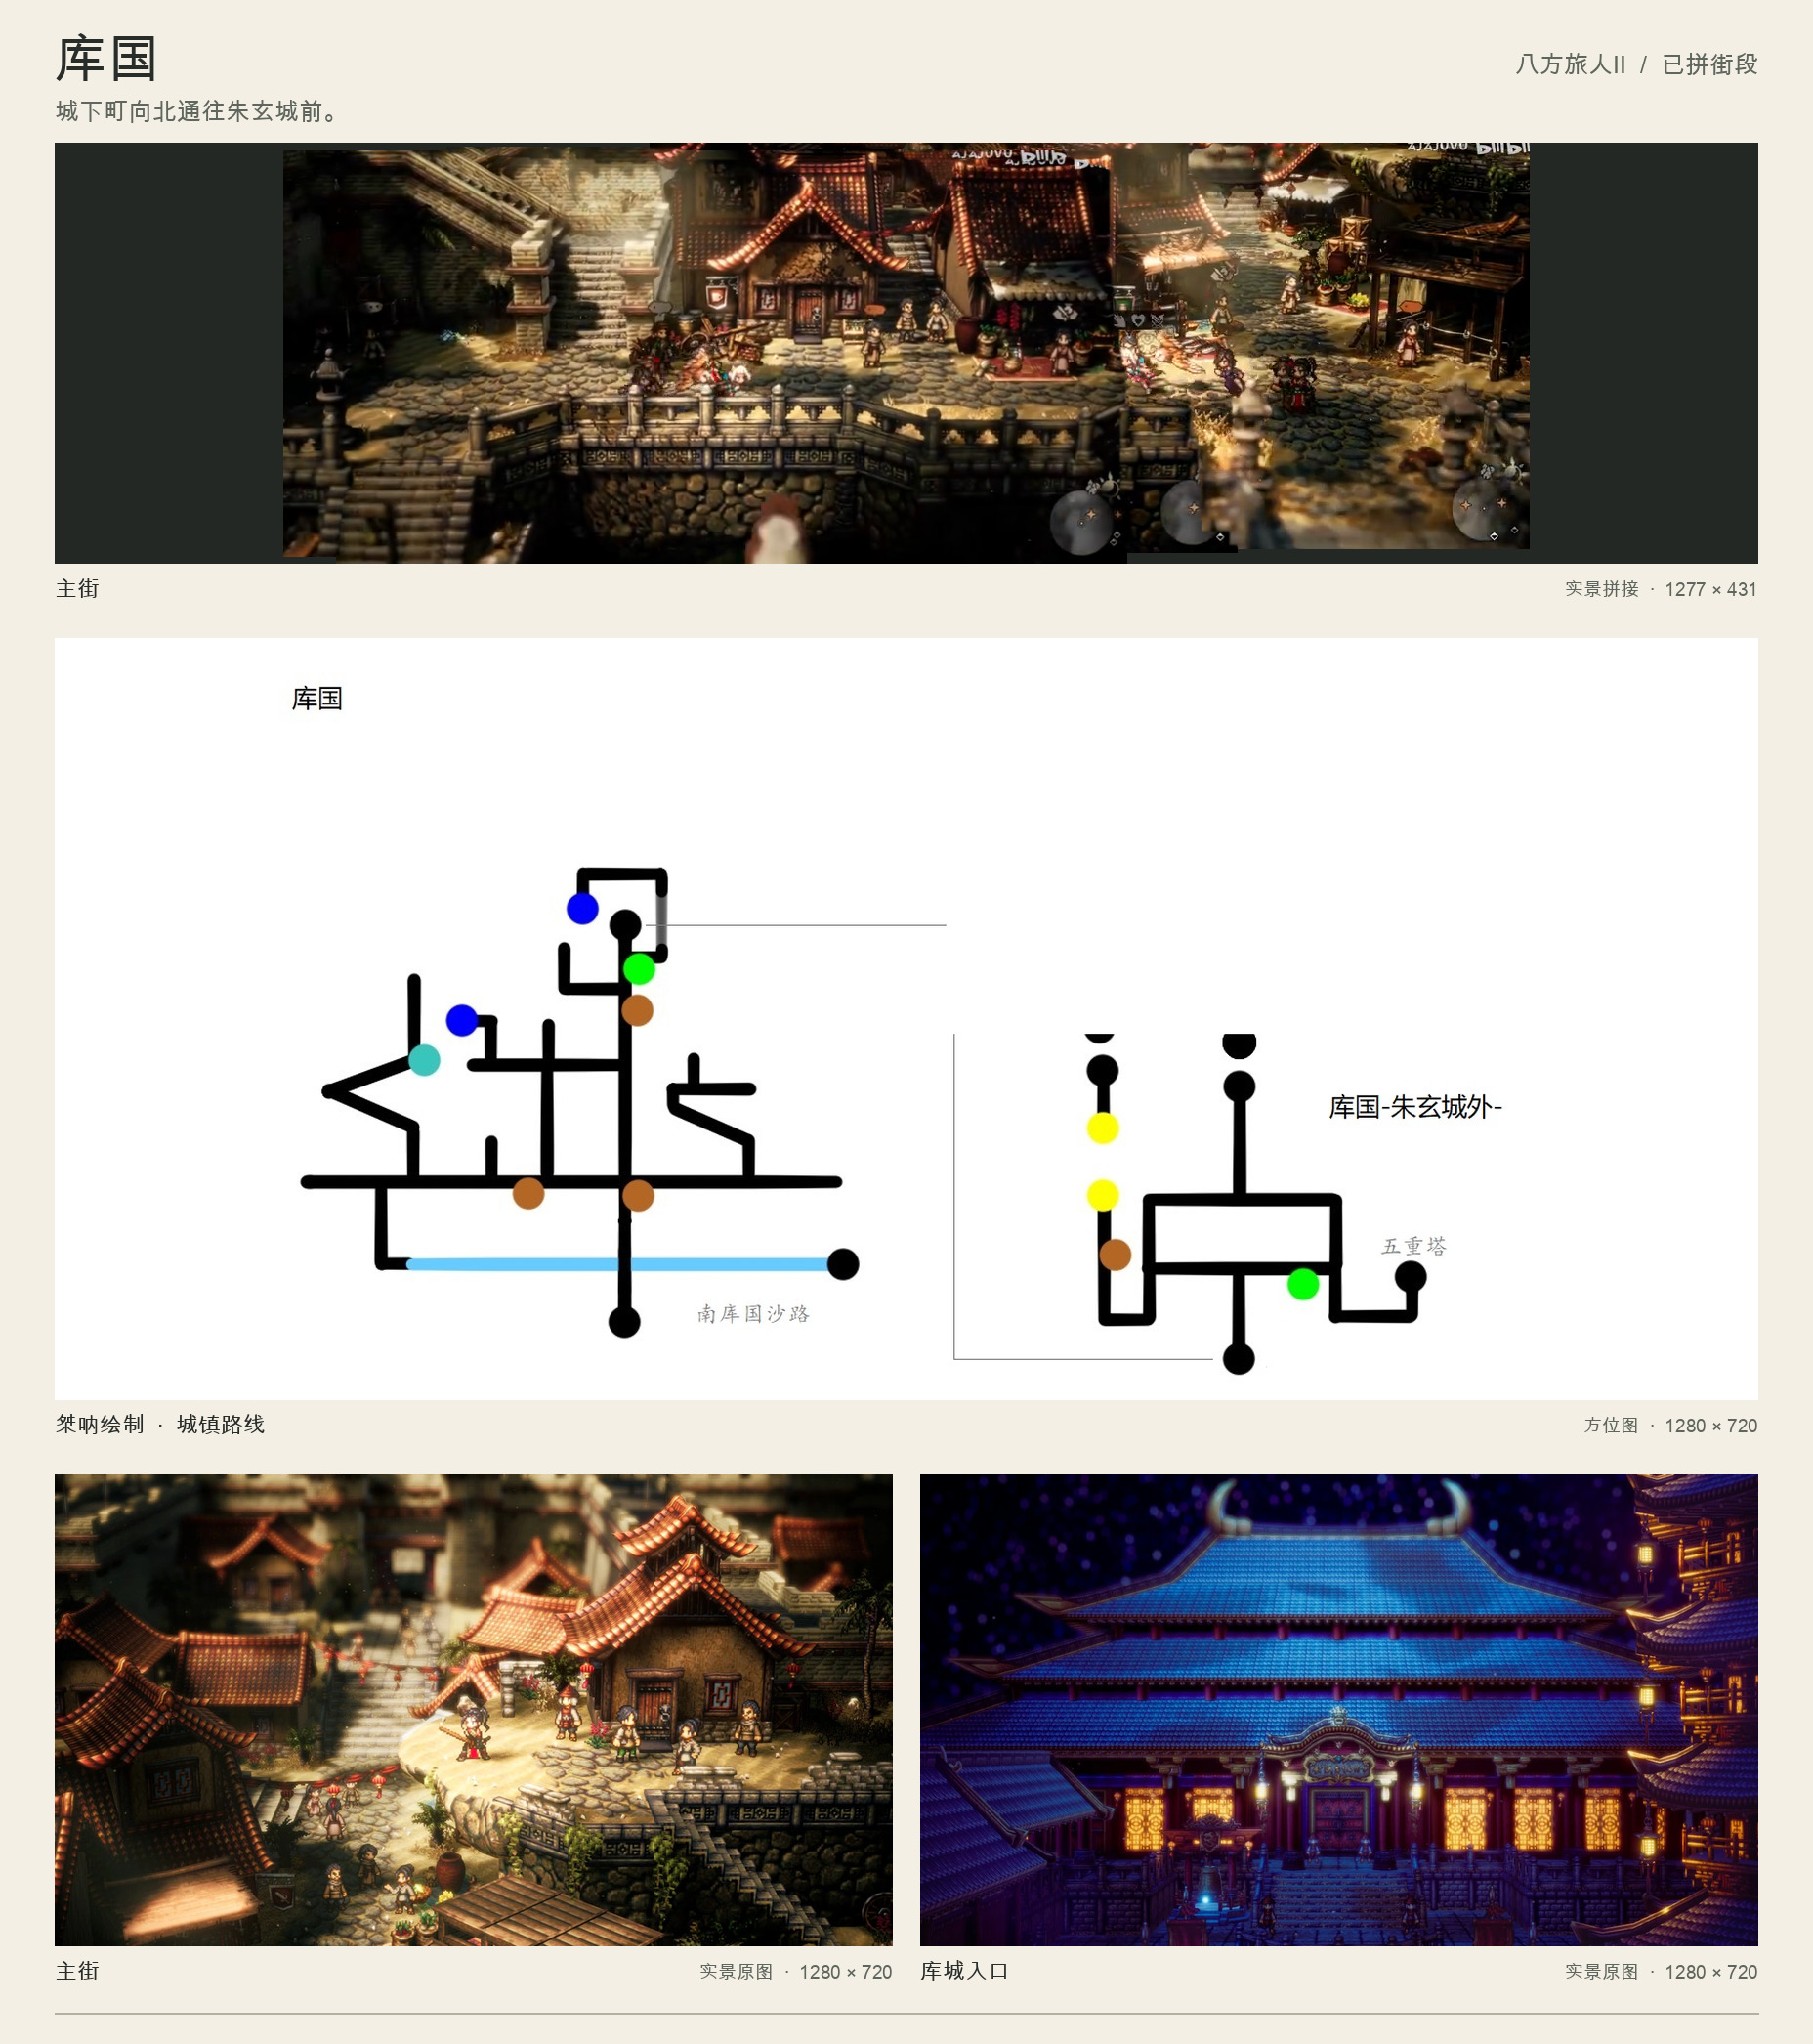 库国
八方旅人II / 已拼街段
城下町向北通往朱玄城前。
主街
实景拼接 · 1277 × 431
库国
库国-朱玄城外-
五重塔
南库国沙路
桀呐绘制 · 城镇路线
方位图 · 1280 × 720
主街
实景原图 · 1280 × 720
库城入口
实景原图 · 1280 × 720